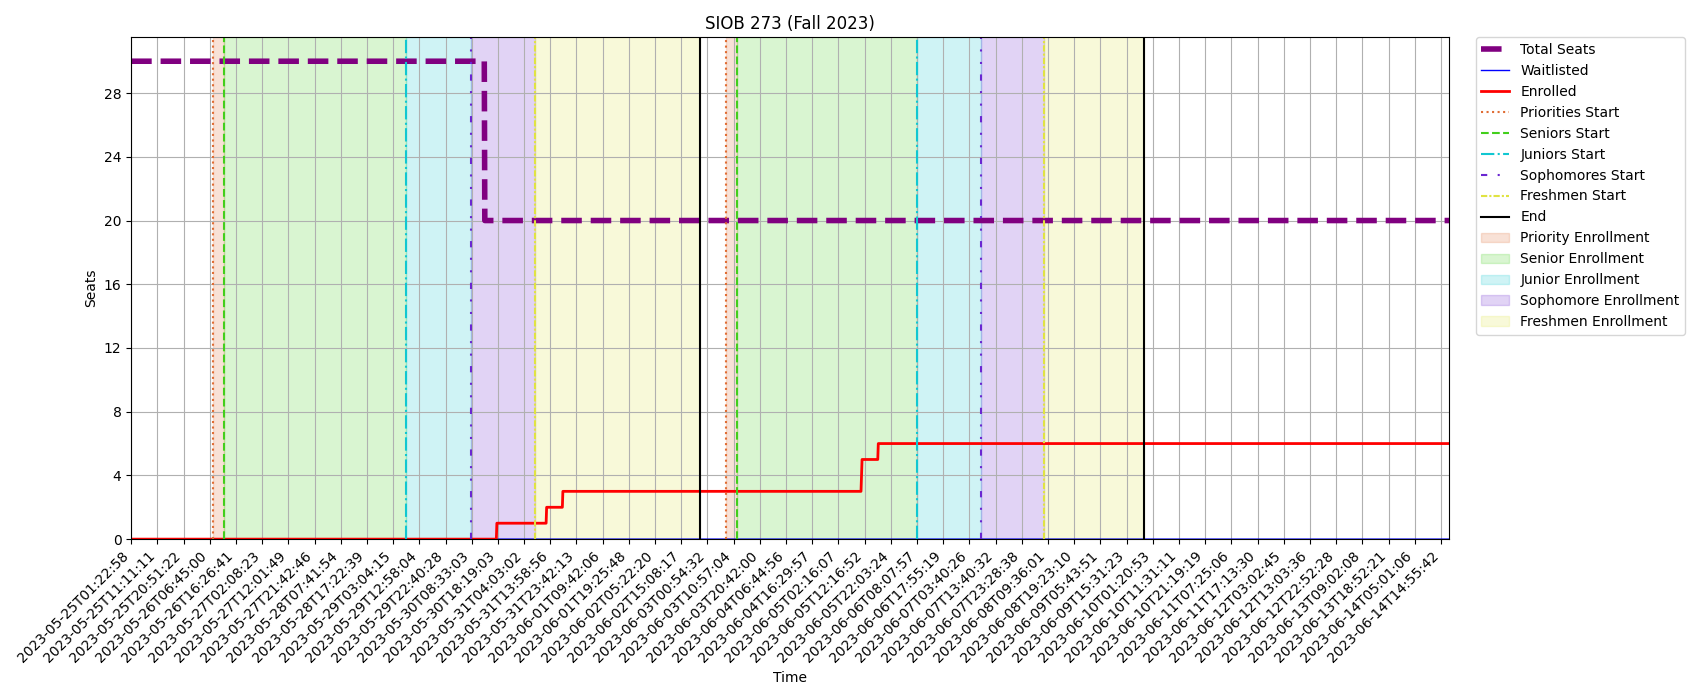 SIOB 273 (Fall 2023)
Total Seats
Waitlisted
Enrolled
Priorities Start
Seniors Start
Juniors Start
Sophomores Start
Freshmen Start
End
Priority Enrollment
Senior Enrollment
Junior Enrollment
Sophomore Enrollment
Freshmen Enrollment
Seats
28
24
20
16
12
8
4
0
2023-05-25T01:22:58
2023-05-25T11:11:11
2023-05-25T20:51:22
2023-05-26T06:45:00
2023-05-26T16:26:41
2023-05-27T02:08:23
2023-05-27T12:01:49
2023-05-27T21:42:46
2023-05-28T07:41:54
2023-05-28T17:22:39
2023-05-29T03:04:15
2023-05-29T12:58:04
2023-05-29T22:40:28
2023-05-30T08:33:03
2023-05-30T18:19:03
2023-05-31T04:03:02
2023-05-31T13:58:56
2023-05-31T23:42:13
2023-06-01T09:42:06
2023-06-01T19:25:48
2023-06-02T05:22:20
2023-06-02T15:08:17
2023-06-03T00:54:32
2023-06-03T10:57:04
2023-06-03T20:42:00
2023-06-04T06:44:56
2023-06-04T16:29:57
2023-06-05T02:16:07
2023-06-05T12:16:52
2023-06-05T22:03:24
2023-06-06T08:07:57
2023-06-06T17:55:19
2023-06-07T03:40:26
2023-06-07T13:40:32
2023-06-07T23:28:38
2023-06-08T09:36:01
2023-06-08T19:23:10
2023-06-09T05:43:51
2023-06-09T15:31:23
2023-06-10T01:20:53
2023-06-10T11:31:11
2023-06-10T21:19:19
2023-06-11T07:25:06
2023-06-11T17:13:30
2023-06-12T03:02:45
2023-06-12T13:03:36
2023-06-12T22:52:28
2023-06-13T09:02:08
2023-06-13T18:52:21
2023-06-14T05:01:06
2023-06-14T14:55:42
Time